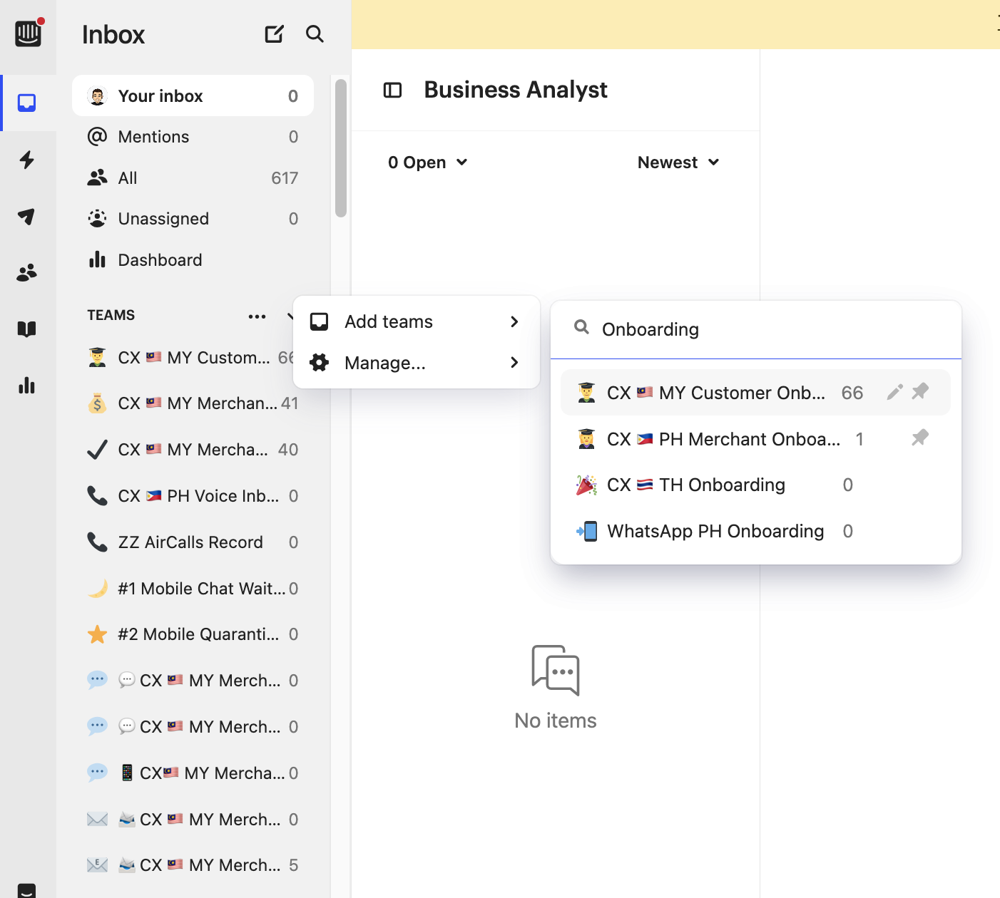 Inbox
Your inbox 0
Mentions 0
All 617
Unassigned 0
Dashboard
TEAMS
CX 🇲🇾 MY Custom... 66
CX 🇲🇾 MY Merchan... 41
CX 🇲🇾 MY Mercha... 40
CX 🇵🇭 PH Voice Inb... 0
ZZ AirCalls Record 0
#1 Mobile Chat Wait... 0
#2 Mobile Quaranti... 0
💬 CX 🇲🇾 MY Merch... 0
💬 CX 🇲🇾 MY Merch... 0
📱 CX🇲🇾 MY Mercha... 0
📨 CX 🇲🇾 MY Merch... 0
📨 CX 🇲🇾 MY Merch... 5
Business Analyst
0 Open
Newest
Add teams
Manage...
Onboarding
CX 🇲🇾 MY Customer Onb... 66
CX 🇵🇭 PH Merchant Onboa... 1
CX 🇹🇭 TH Onboarding 0
WhatsApp PH Onboarding 0
No items